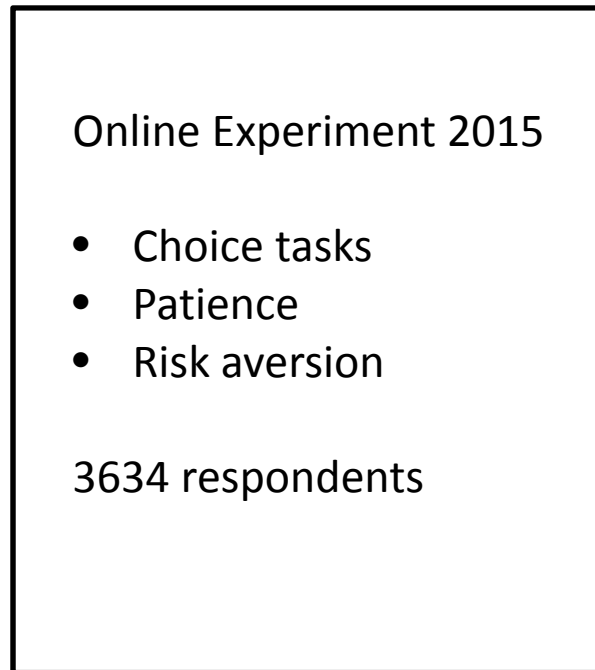 Online Experiment 2015
• Choice tasks
• Patience
• Risk aversion
3634 respondents